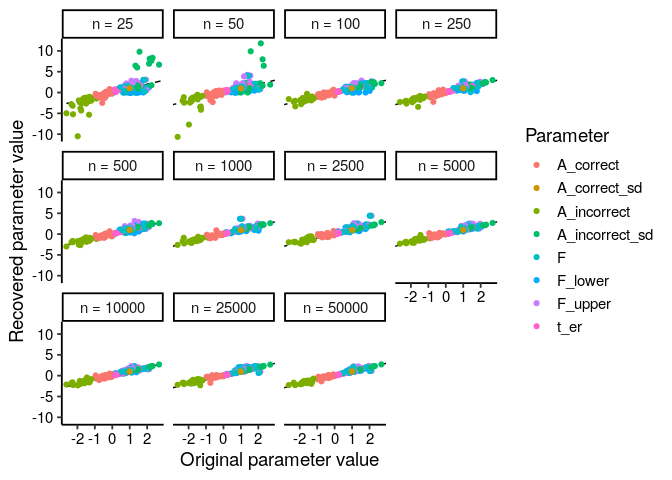 n = 25 n = 50 n = 100 n = 250
10
5
0
-5
-10
n = 500 n = 1000 n = 2500 n = 5000
10
5
0
-5
-10
-2 -1 0 1 2
n = 10000 n = 25000 n = 50000
10
5
0
-5
-10
-2 -1 0 1 2 -2 -1 0 1 2 -2 -1 0 1 2
Original parameter value
Recovered parameter value
Parameter
A_correct
A_correct_sd
A_incorrect
A_incorrect_sd
F
F_lower
F_upper
t_er